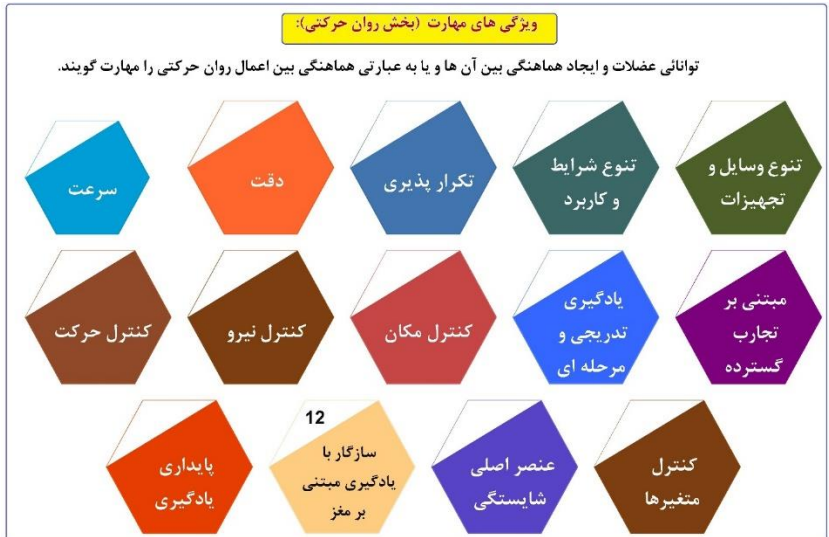 ویژگی های مهارت (بخش روان حرکتی):
توانائی عضلات و ایجاد هماهنگی بین آن ها و یا به عبارتی هماهنگی بین اعمال روان حرکتی را مهارت گویند.
تنوع وسایل و
تجهیزات
تنوع شرایط
و کاربرد
تکرار پذیری
دقت
سرعت
مبتنی بر
تجارب
گسترده
یادگیری
تدریجی و
مرحله ای
کنترل مکان
کنترل نیرو
کنترل حرکت
کنترل
متغیرها
عنصر اصلی
شایستگی
12
سازگار با
یادگیری مبتنی
بر مغز
پایداری
یادگیری